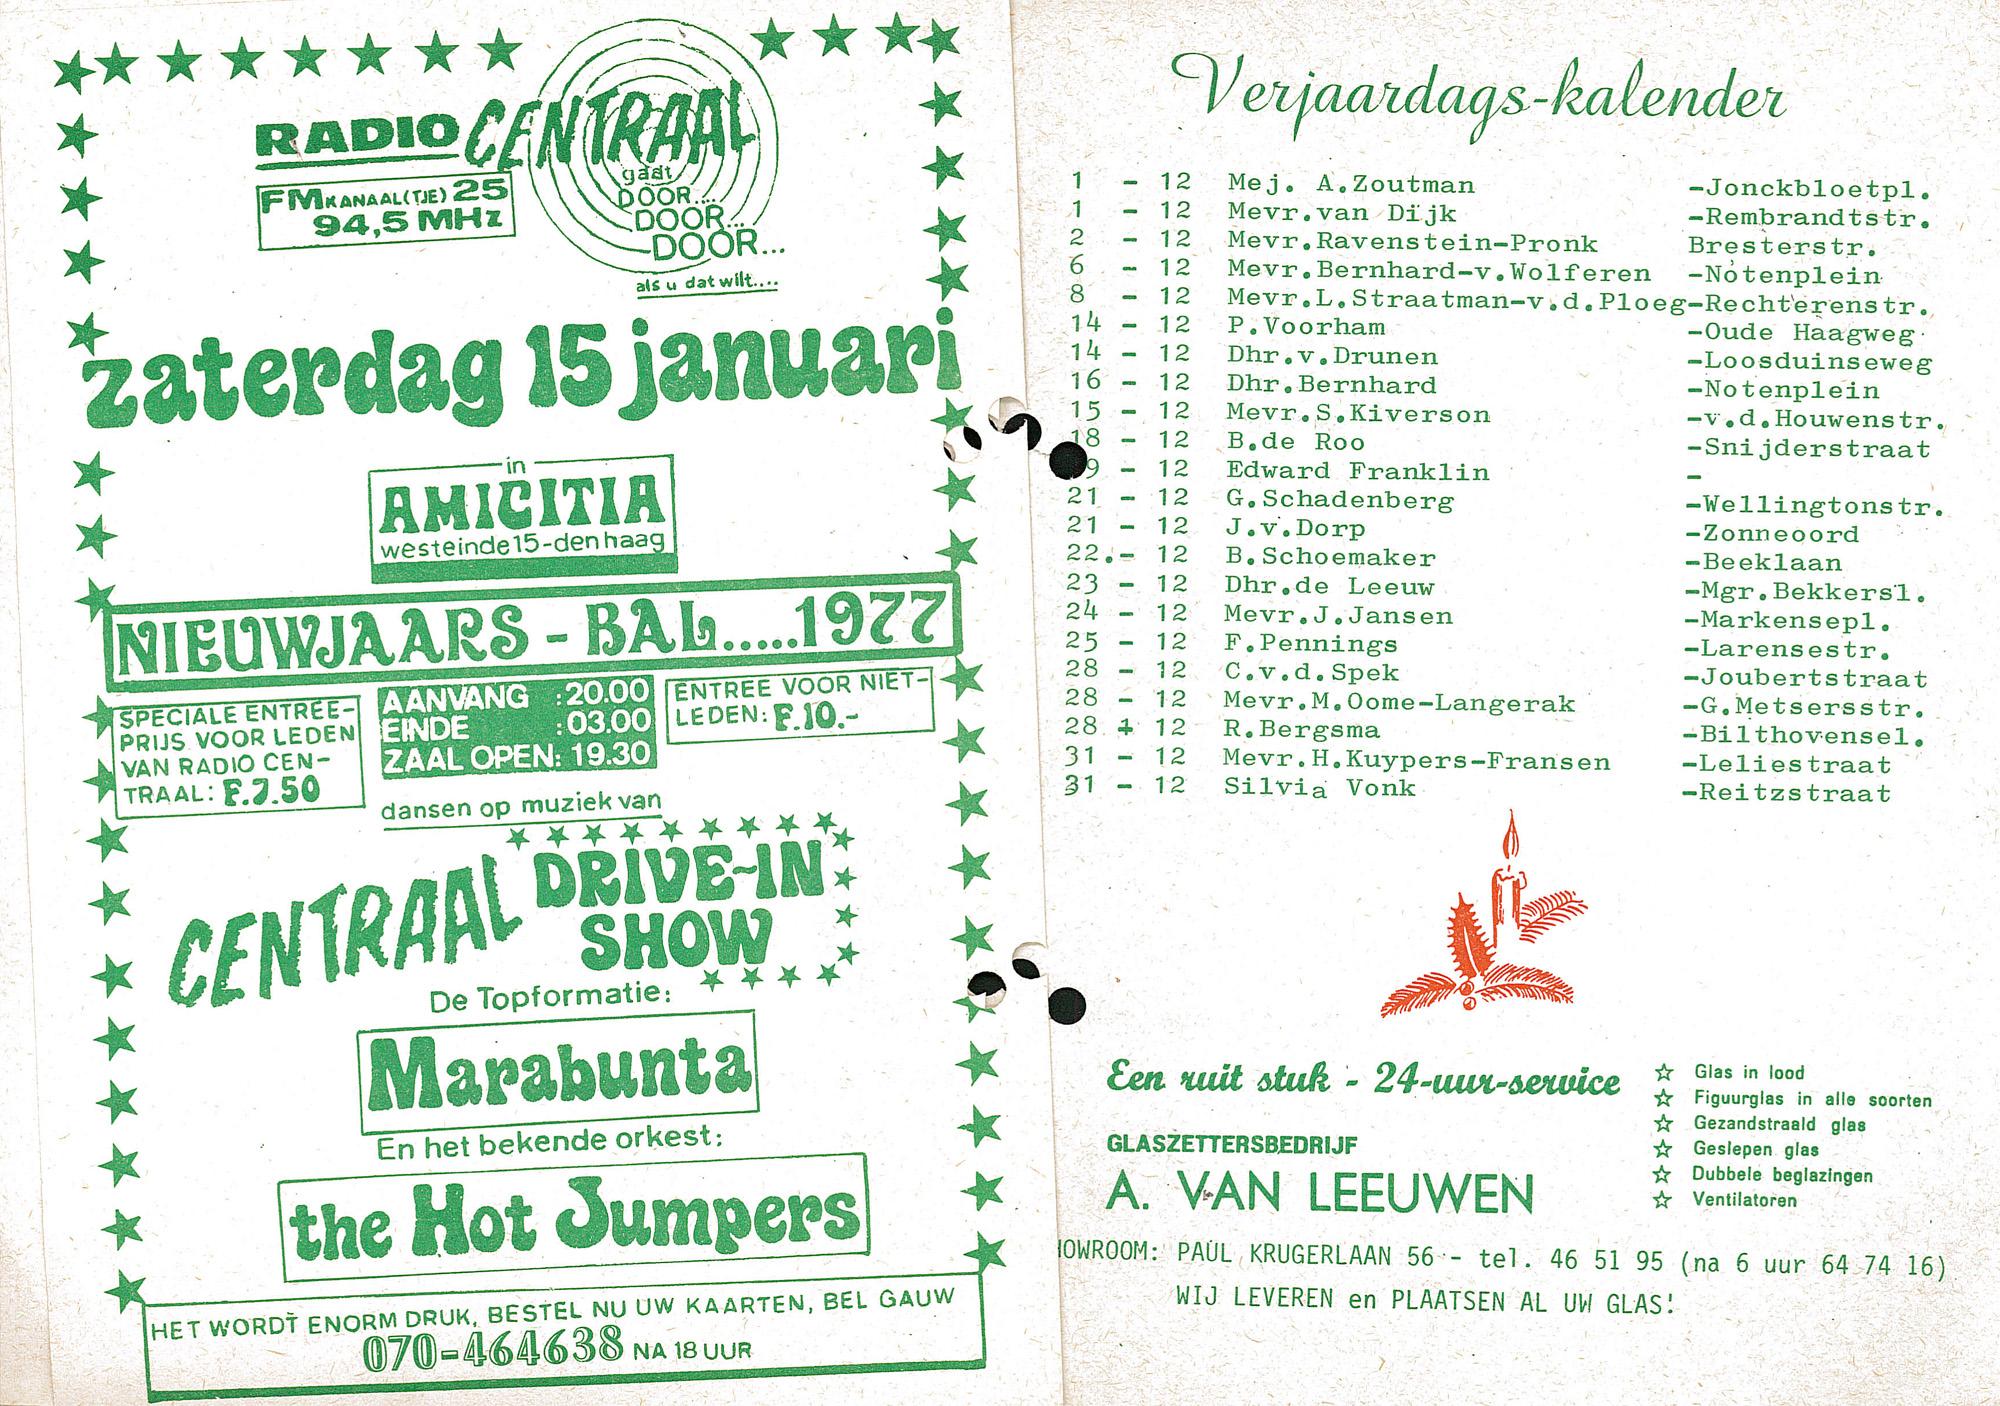 RADIO CENTRAAL
FM KANAAL(TJE) 25
94,5 MHz
gaat
DOOR....
DOOR...
DOOR...
als u dat wilt....
zaterdag 15 januari
in
AMICITIA
westeinde 15-den haag
NIEUWJAARS - BAL.....1977
SPECIALE ENTREE-
PRIJS VOOR LEDEN
VAN RADIO CEN-
TRAAL: F.7.50
AANVANG :20.00
EINDE :03.00
ZAAL OPEN: 19.30
ENTREE VOOR NIET-
LEDEN: F.10.-
dansen op muziek van
CENTRAAL DRIVE-IN
SHOW
De Topformatie:
Marabunta
En het bekende orkest:
the Hot Jumpers
HET WORDT ENORM DRUK, BESTEL NU UW KAARTEN, BEL GAUW
070-464638 NA 18 UUR
Verjaardags-kalender
1 - 12 Mej. A.Zoutman -Jonckbloetpl.
1 - 12 Mevr.van Dijk -Rembrandtstr.
2 - 12 Mevr.Ravenstein-Pronk Bresterstr.
6 - 12 Mevr.Bernhard-v.Wolferen -Notenplein
8 - 12 Mevr.L.Straatman-v.d.Ploeg-Rechterenstr.
14 - 12 P.Voorham -Oude Haagweg
14 - 12 Dhr.v.Drunen -Loosduinseweg
16 - 12 Dhr.Bernhard -Notenplein
15 - 12 Mevr.S.Kiverson -v.d.Houwenstr.
18 - 12 B.de Roo -Snijderstraat
9 - 12 Edward Franklin -
21 - 12 G.Schadenberg -Wellingtonstr.
21 - 12 J.v.Dorp -Zonneoord
22.- 12 B.Schoemaker -Beeklaan
23 - 12 Dhr.de Leeuw -Mgr.Bekkersl.
24 - 12 Mevr.J.Jansen -Markensepl.
25 - 12 F.Pennings -Larensestr.
28 - 12 C.v.d.Spek -Joubertstraat
28 - 12 Mevr.M.Oome-Langerak -G.Metsersstr.
28 + 12 R.Bergsma -Bilthovensel.
31 - 12 Mevr.H.Kuypers-Fransen -Leliestraat
31 - 12 Silvia Vonk -Reitzstraat
Een ruit stuk - 24-uur-service
GLASZETTERSBEDRIJF
A. VAN LEEUWEN
☆ Glas in lood
☆ Figuurglas in alle soorten
☆ Gezandstraald glas
☆ Geslepen glas
☆ Dubbele beglazingen
☆ Ventilatoren
HOWROOM: PAUL KRUGERLAAN 56 - tel. 46 51 95 (na 6 uur 64 74 16)
WIJ LEVEREN en PLAATSEN AL UW GLAS!